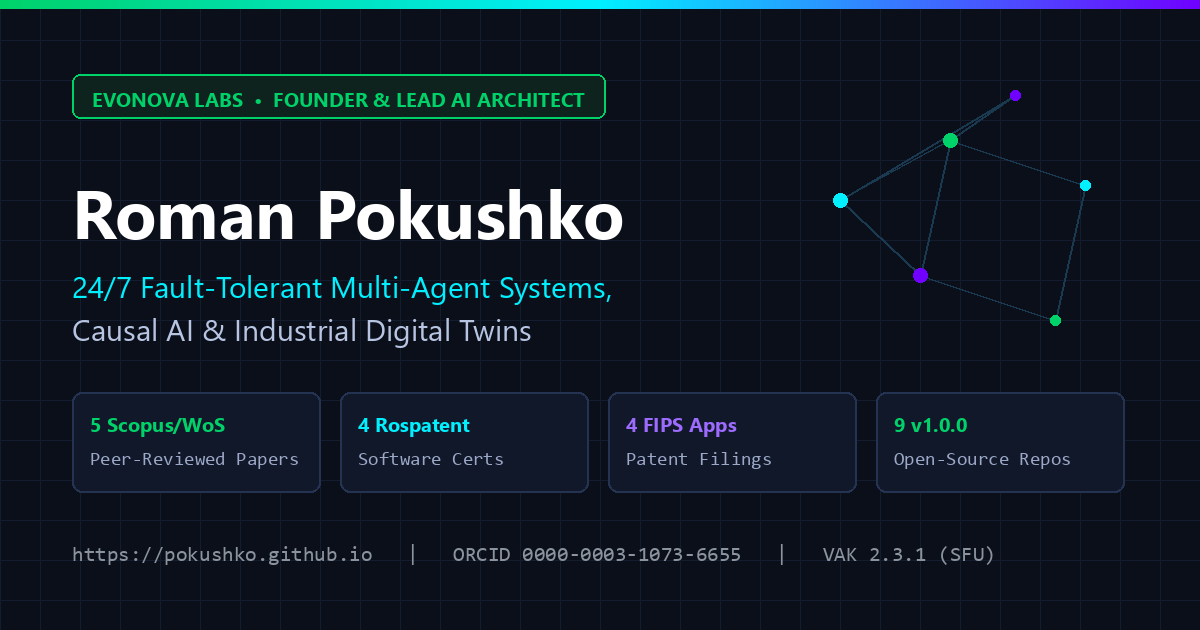 EVONOVA LABS • FOUNDER & LEAD AI ARCHITECT
Roman Pokushko
24/7 Fault-Tolerant Multi-Agent Systems,
Causal AI & Industrial Digital Twins
5 Scopus/WoS
Peer-Reviewed Papers
4 Rospatent
Software Certs
4 FIPS Apps
Patent Filings
9 v1.0.0
Open-Source Repos
https://pokushko.github.io | ORCID 0000-0003-1073-6655 | VAK 2.3.1 (SFU)